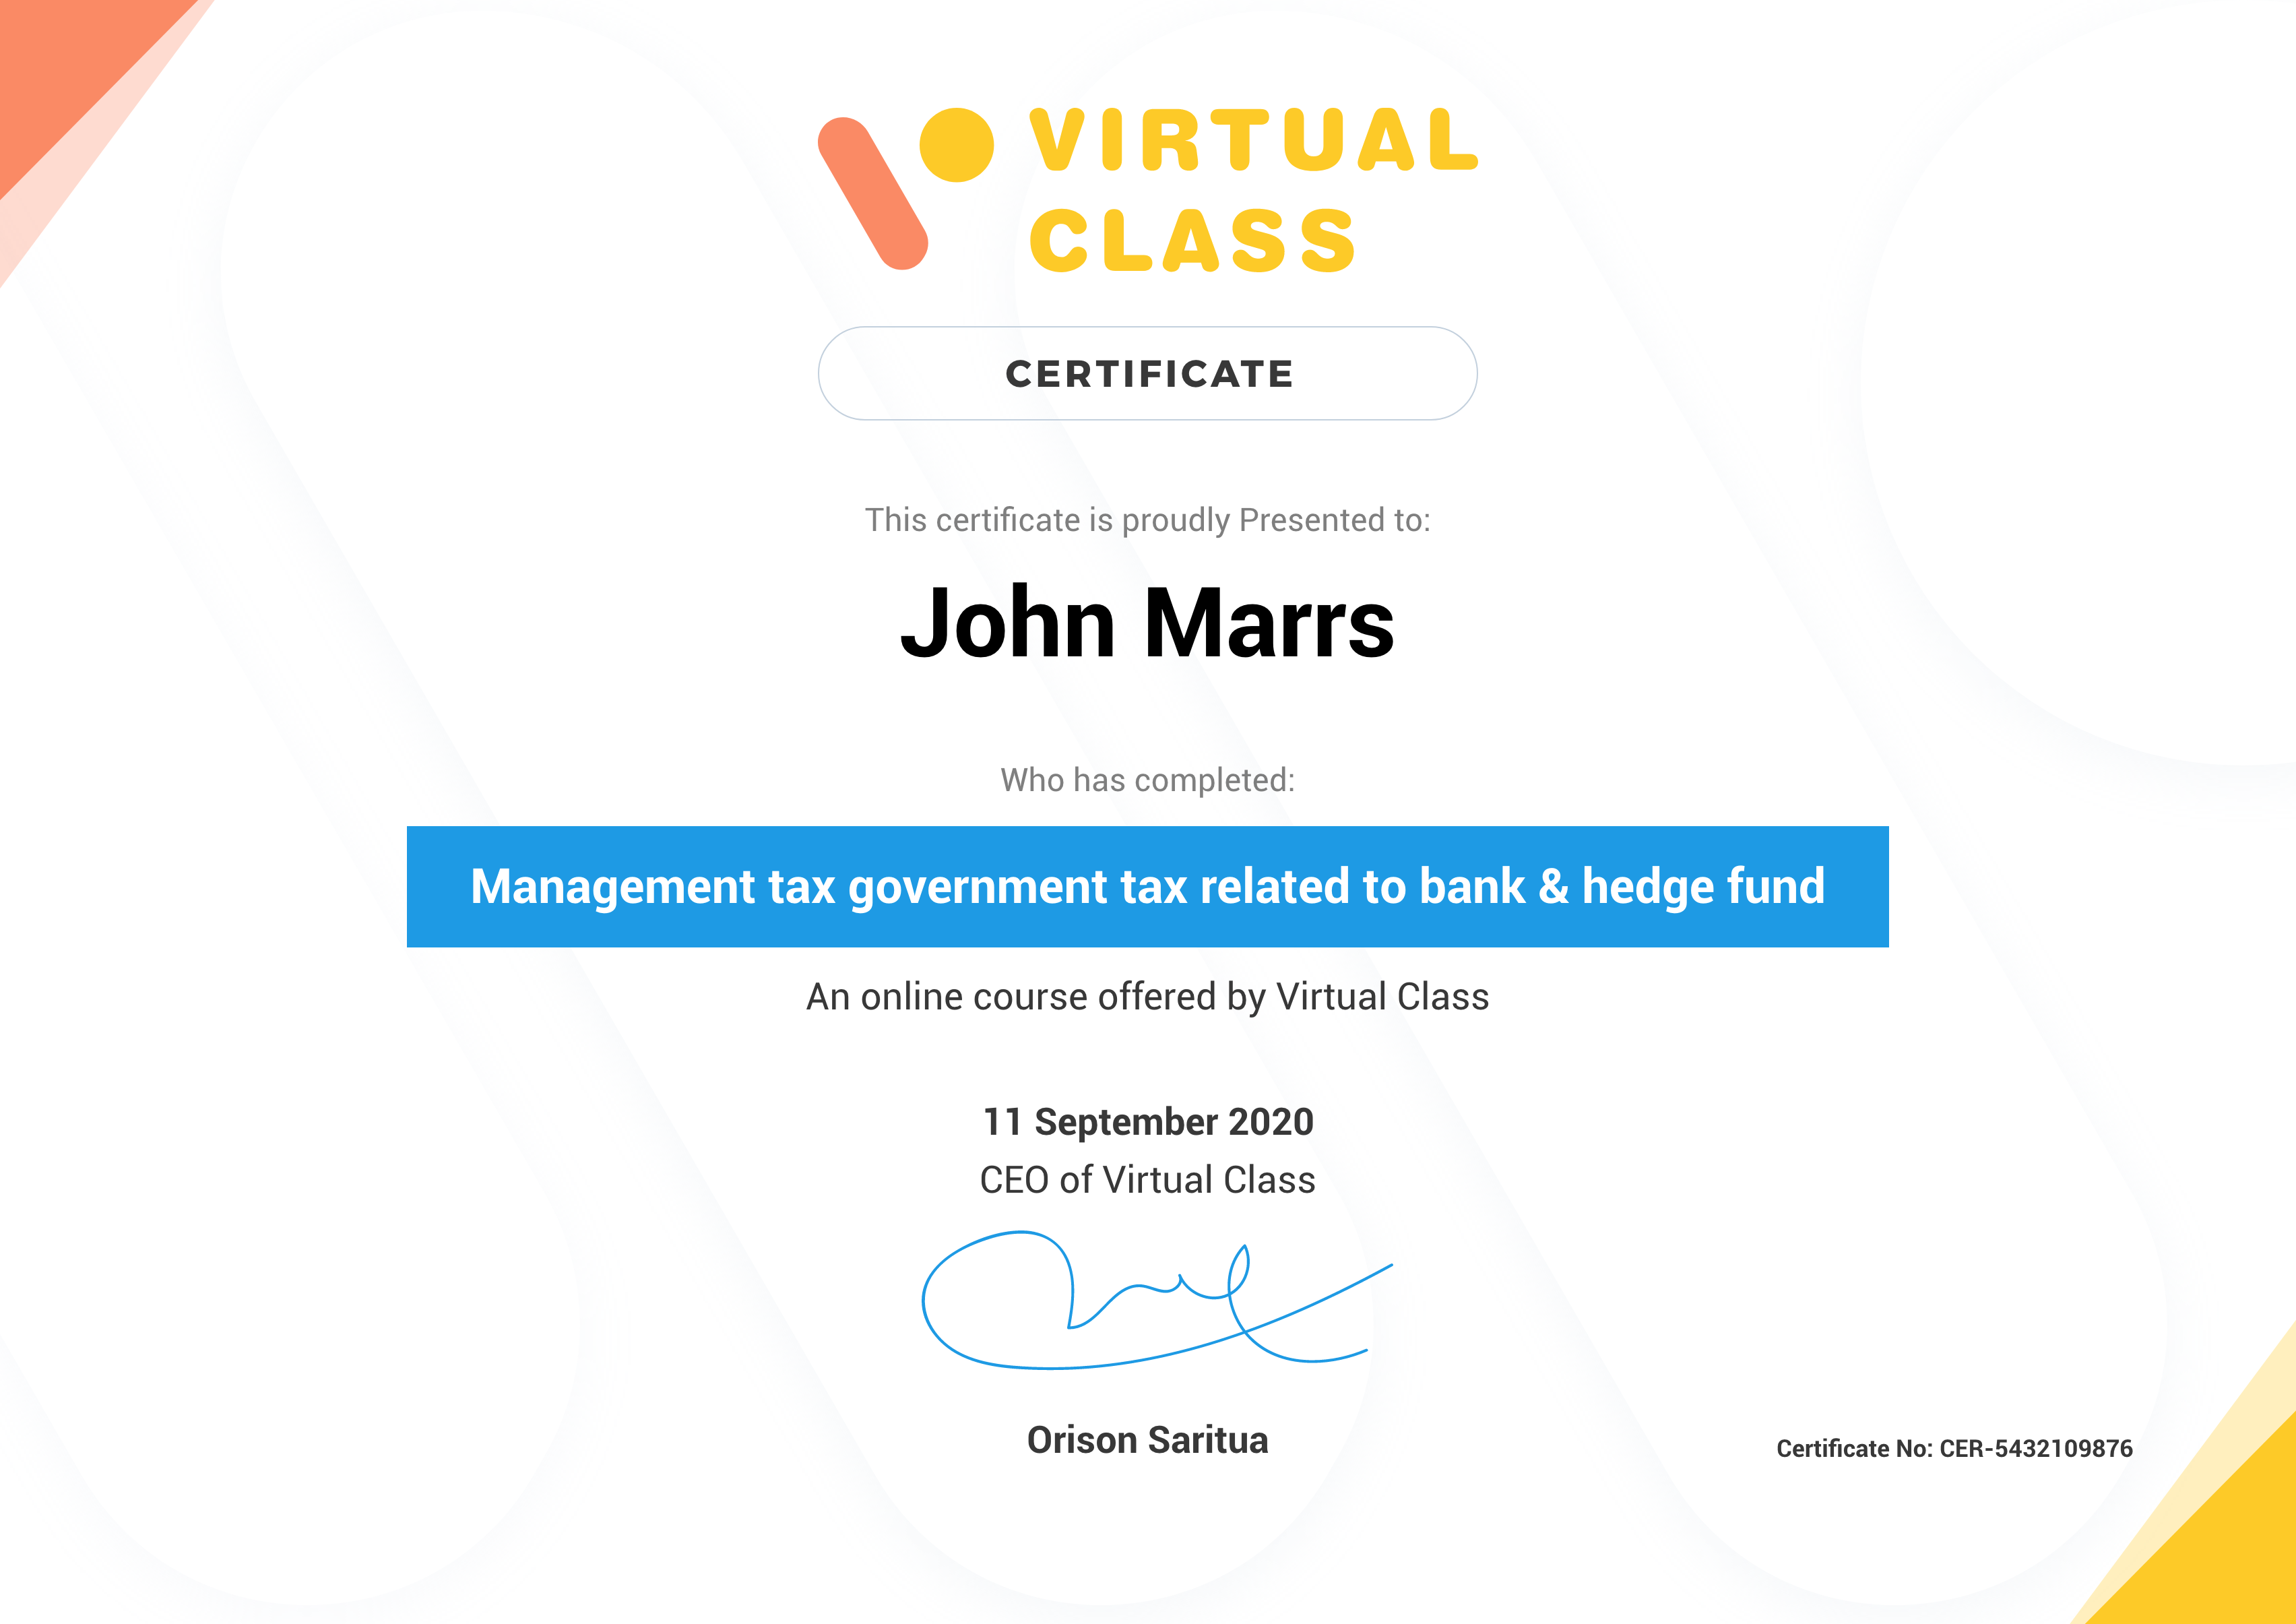 VIRTUAL
CLASS
CERTIFICATE
This certificate is proudly Presented to:
John Marrs
Who has completed:
Management tax government tax related to bank & hedge fund
An online course offered by Virtual Class
11 September 2020
CEO of Virtual Class
Orison Saritua
Certificate No: CER-5432109876